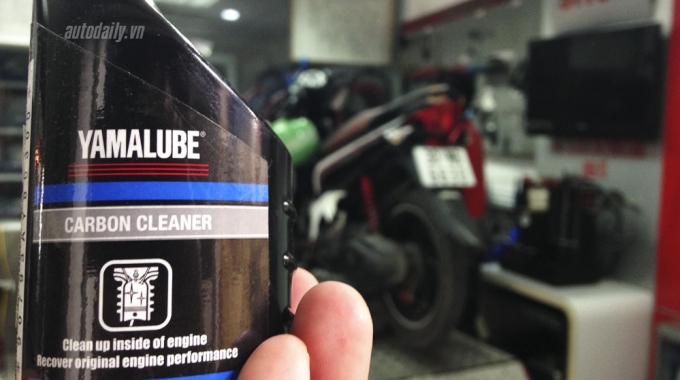 autodaily.vn
YAMALUBE®
CARBON CLEANER
Clean up inside of engine
Recover original engine performance